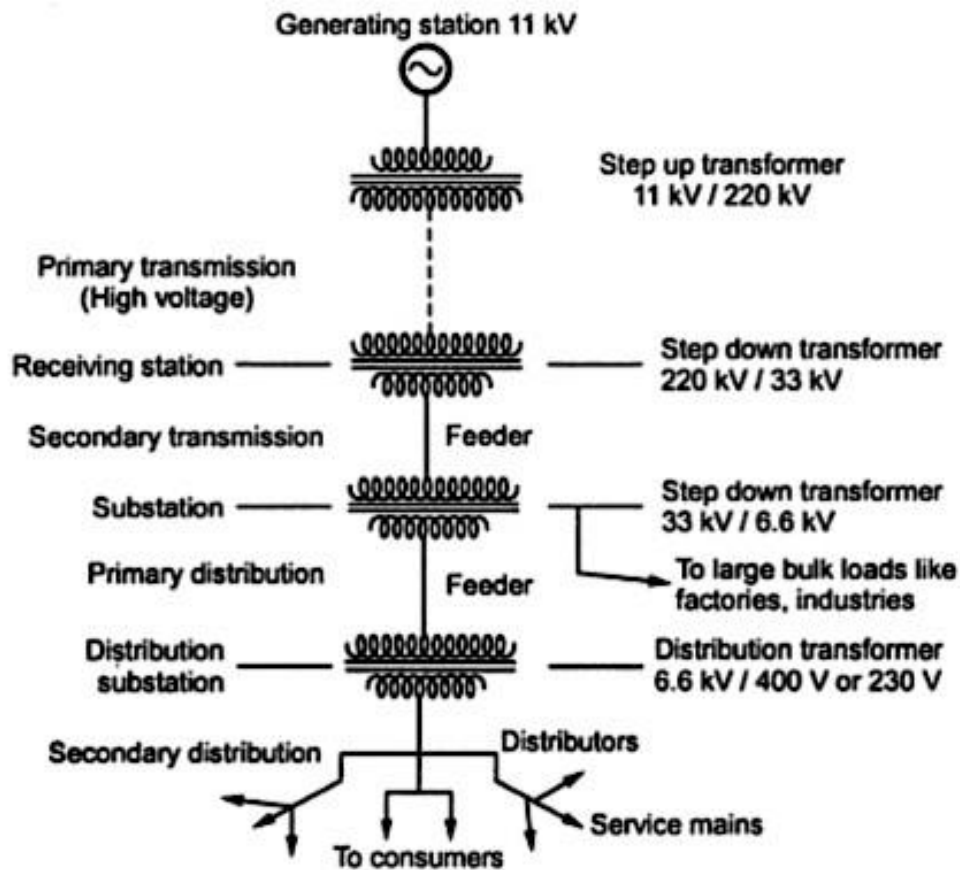 Generating station 11 kV
Step up transformer
11 kV / 220 kV
Primary transmission
(High voltage)
Receiving station
Step down transformer
220 kV / 33 kV
Secondary transmission
Feeder
Substation
Step down transformer
33 kV / 6.6 kV
Primary distribution
Feeder
To large bulk loads like
factories, industries
Distribution
substation
Distribution transformer
6.6 kV / 400 V or 230 V
Secondary distribution
Distributors
Service mains
To consumers